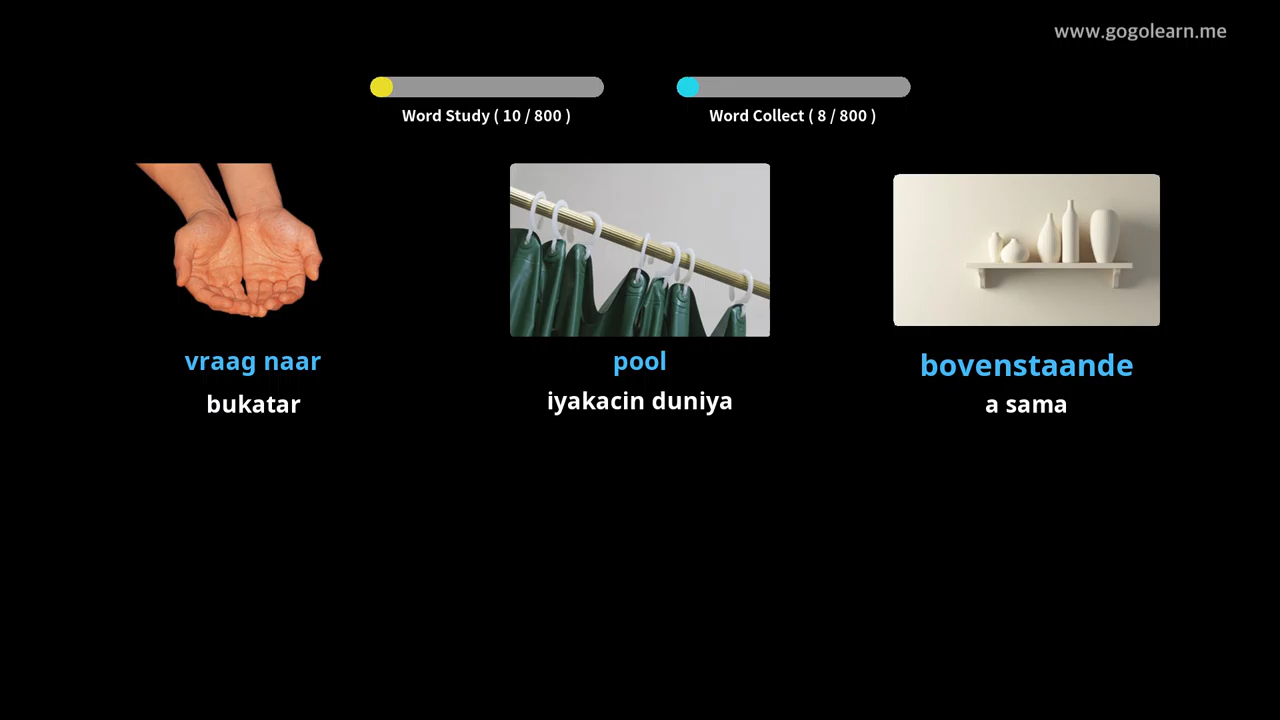 www.gogolearn.me
Word Study ( 10 / 800 )
Word Collect ( 8 / 800 )
vraag naar
bukatar
pool
iyakacin duniya
bovenstaande
a sama